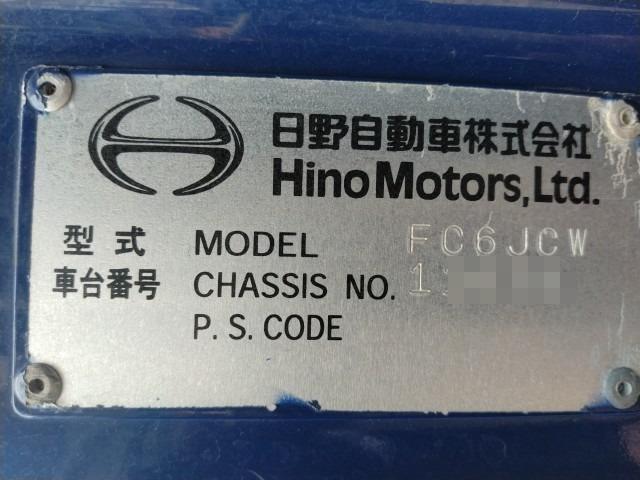 日野自動車株式会社
Hino Motors, Ltd.
型式 MODEL FC6JCW
車台番号 CHASSIS NO. 1
P.S. CODE